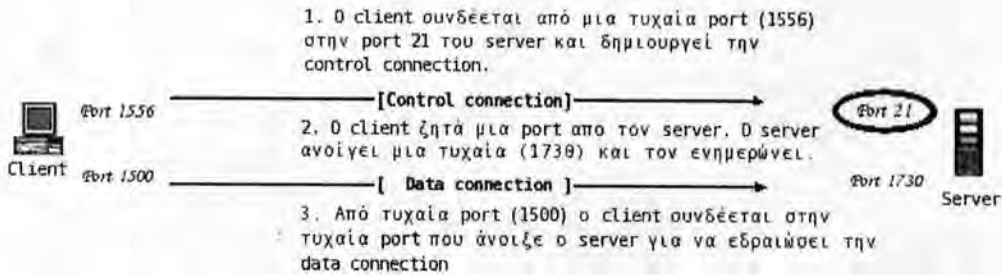 1. Ο client συνδέεται από μια τυχαία port (1556)
στην port 21 του server και δημιουργεί την
control connection.
[Control connection]
Port 1556
Port 21
2. Ο client ζητά μια port απο τον server. Ο server
ανοίγει μια τυχαία (1730) και τον ενημερώνει.
Client
Port 1500
[ Data connection ]
Port 1730
Server
3. Από τυχαία port (1500) ο client συνδέεται στην
τυχαία port που άνοιξε ο server για να εδραιώσει την
data connection